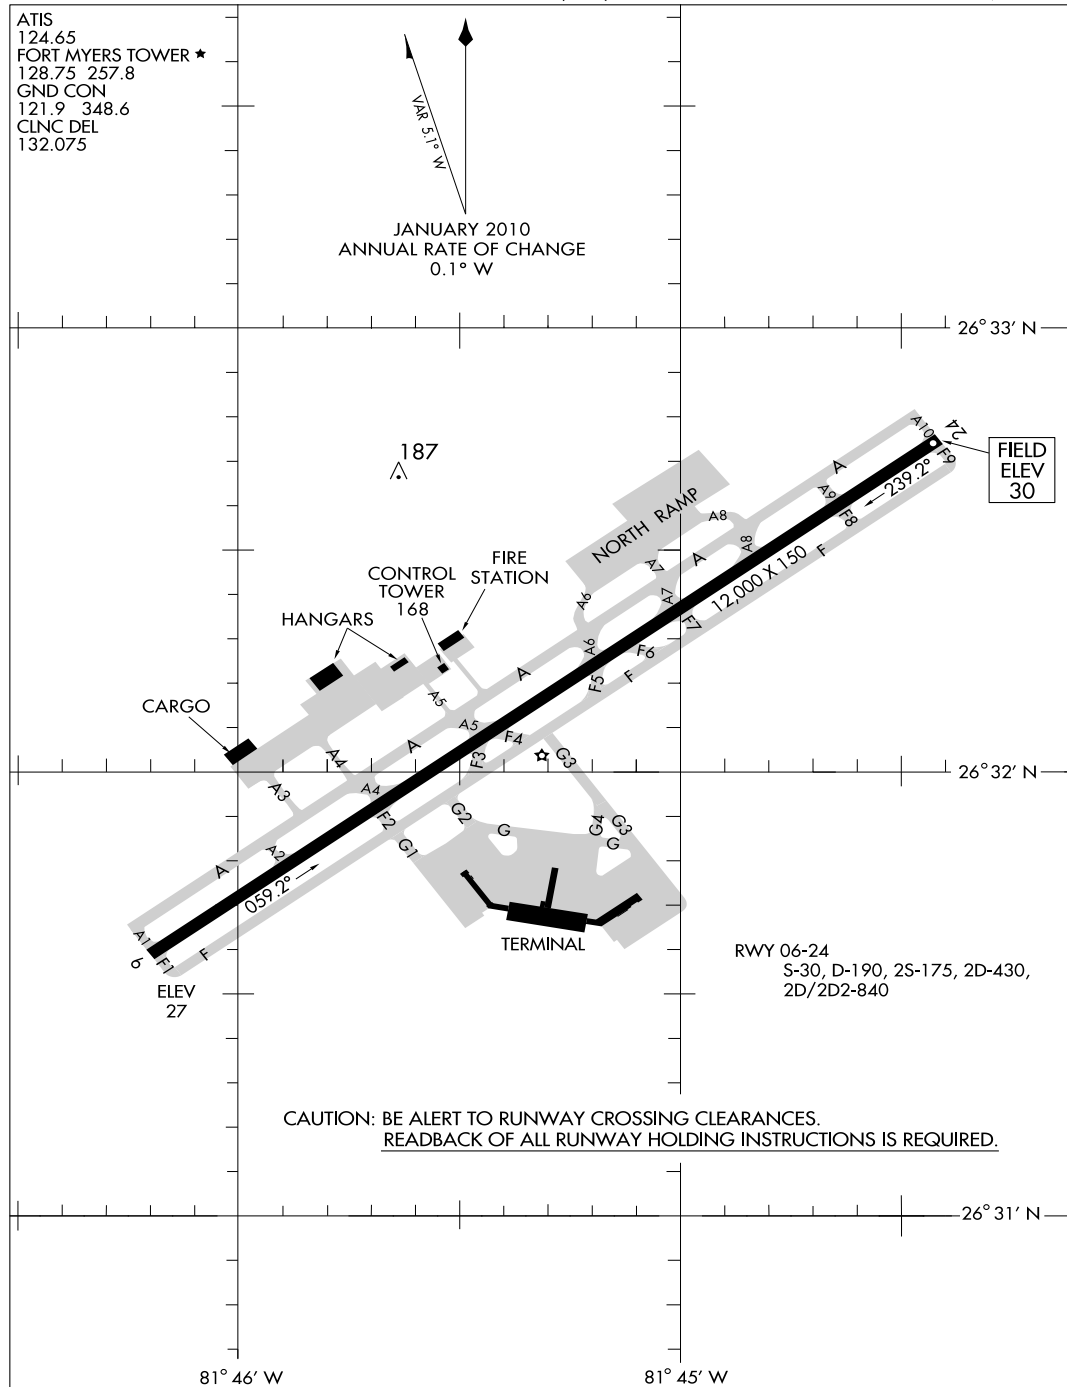 ATIS
124.65
FORT MYERS TOWER ★
128.75 257.8
GND CON
121.9 348.6
CLNC DEL
132.075
VAR 5.1° W
JANUARY 2010
ANNUAL RATE OF CHANGE
0.1° W
26° 33' N
187
A10
24
F9
FIELD
ELEV
30
A
A9
239.2°
F8
NORTH RAMP
A8
A8
F
A
A7
A7
12,000 X 150
F7
FIRE
STATION
CONTROL
TOWER
168
HANGARS
A6
A6
F6
F5
F
A
CARGO
A5
A5
F4
F3
G3
A
A4
A4
26° 32' N
A3
F2
G2
G1
G
G4
G3
G
A2
A
059.2°
A1
6
F1
F
ELEV
27
TERMINAL
RWY 06-24
S-30, D-190, 2S-175, 2D-430,
2D/2D2-840
CAUTION: BE ALERT TO RUNWAY CROSSING CLEARANCES.
READBACK OF ALL RUNWAY HOLDING INSTRUCTIONS IS REQUIRED.
26° 31' N
81° 46' W
81° 45' W